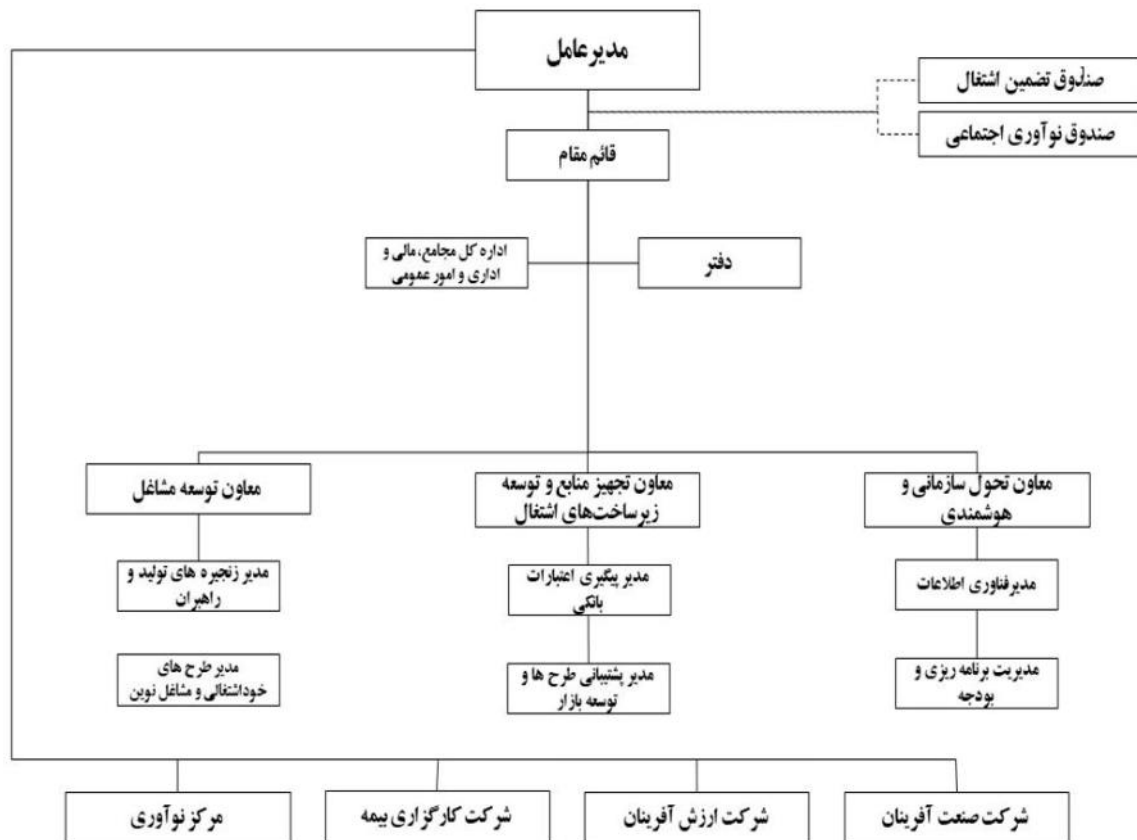 مدیرعامل
صندوق تضمین اشتغال
صندوق نوآوری اجتماعی
قائم مقام
دفتر
اداره کل مجامع، مالی و
اداری و امور عمومی
معاون تحول سازمانی و
هوشمندی
معاون تجهیز منابع و توسعه
زیرساخت‌های اشتغال
معاون توسعه مشاغل
مدیرفناوری اطلاعات
مدیر پیگیری اعتبارات
بانکی
مدیر زنجیره های تولید و
راهبران
مدیریت برنامه ریزی و
بودجه
مدیر پشتیبانی طرح ها و
توسعه بازار
مدیر طرح های
خوداشتغالی و مشاغل نوین
شرکت صنعت آفرینان
شرکت ارزش آفرینان
شرکت کارگزاری بیمه
مرکز نوآوری